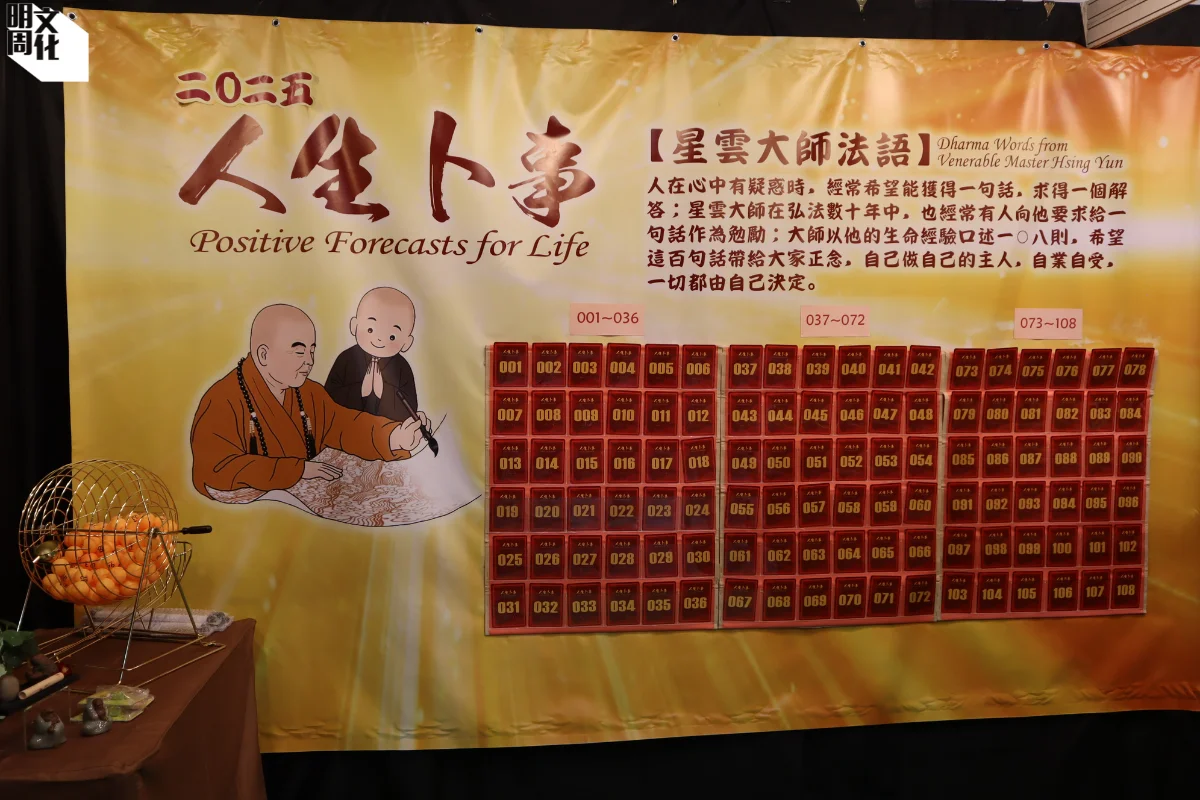 明周
文化
二〇二五
人生卜事
Positive Forecasts for Life
【星雲大師法語】
Dharma Words from
Venerable Master Hsing Yun
人在心中有疑惑時，經常希望能獲得一句話，求得一個解
答；星雲大師在弘法數十年中，也經常有人向他要求給一
句話作為勉勵；大師以他的生命經驗口述一〇八則，希望
這百句話帶給大家正念，自己做自己的主人，自業自受，
一切都由自己決定。
001~036
037~072
073~108
001 002 003 004 005 006
007 008 009 010 011 012
013 014 015 016 017 018
019 020 021 022 023 024
025 026 027 028 029 030
031 032 033 034 035 036
037 038 039 040 041 042
043 044 045 046 047 048
049 050 051 052 053 054
055 056 057 058 058 060
061 062 063 064 065 066
067 068 069 070 071 072
073 074 075 076 077 078
079 080 081 082 083 084
085 086 087 088 089 090
091 092 093 094 095 096
097 098 099 100 101 102
103 104 105 106 107 108